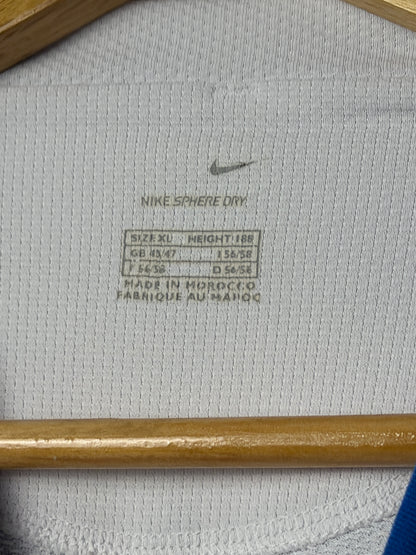 NIKE SPHERE DRY.
SIZE XL HEIGHT 188
GB 45/47 I 56/58
F 56/58 D 56/58
MADE IN MOROCCO
FABRIQUE AU MAROC